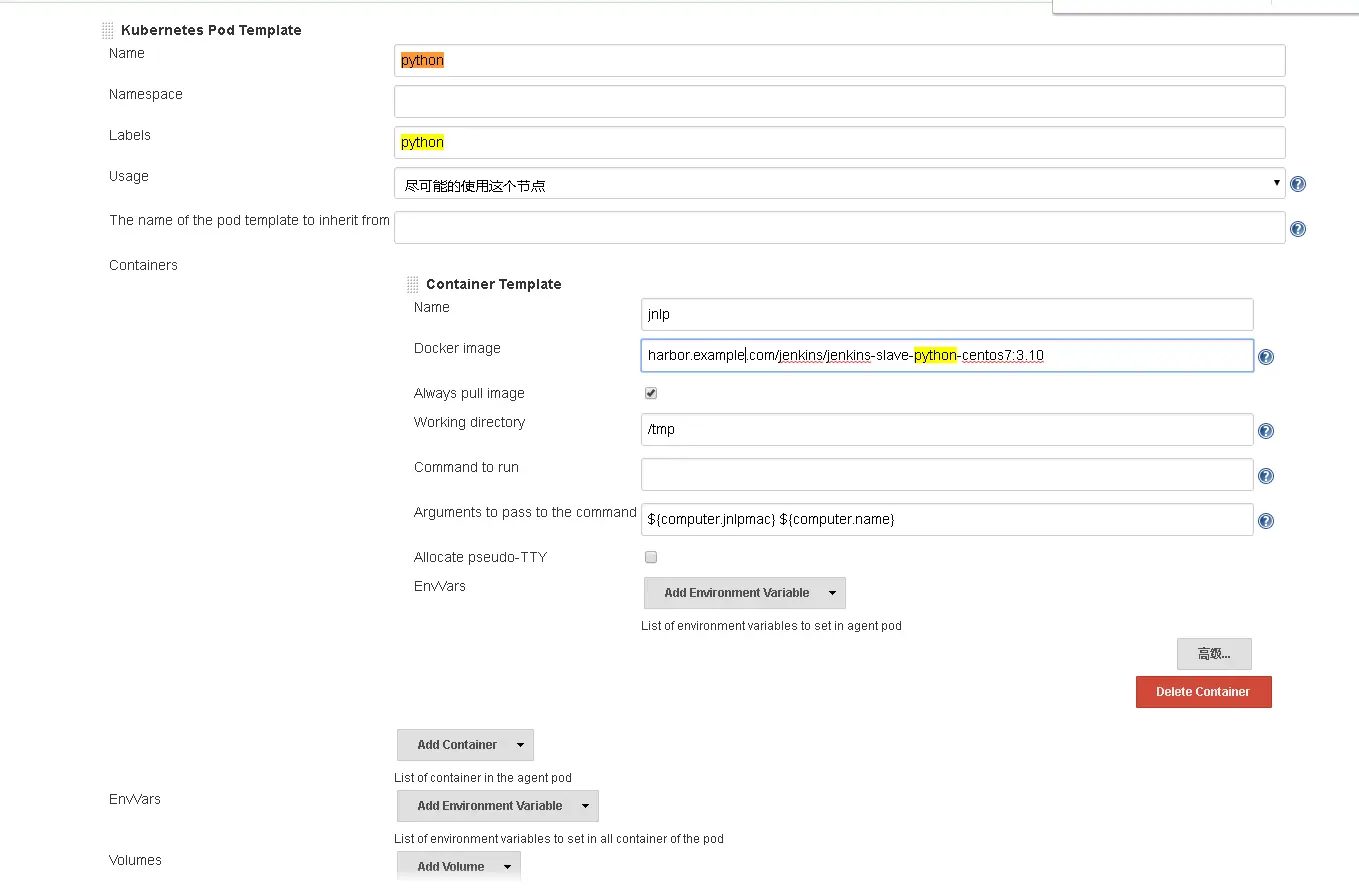 Kubernetes Pod Template
Name
python
Namespace
Labels
python
Usage
尽可能的使用这个节点
The name of the pod template to inherit from
Containers
Container Template
Name
jnlp
Docker image
harbor.example.com/jenkins/jenkins-slave-python-centos7:3.10
Always pull image
Working directory
/tmp
Command to run
Arguments to pass to the command
${computer.jnlpmac} ${computer.name}
Allocate pseudo-TTY
EnvVars
Add Environment Variable
List of environment variables to set in agent pod
高级...
Delete Container
Add Container
List of container in the agent pod
EnvVars
Add Environment Variable
List of environment variables to set in all container of the pod
Volumes
Add Volume